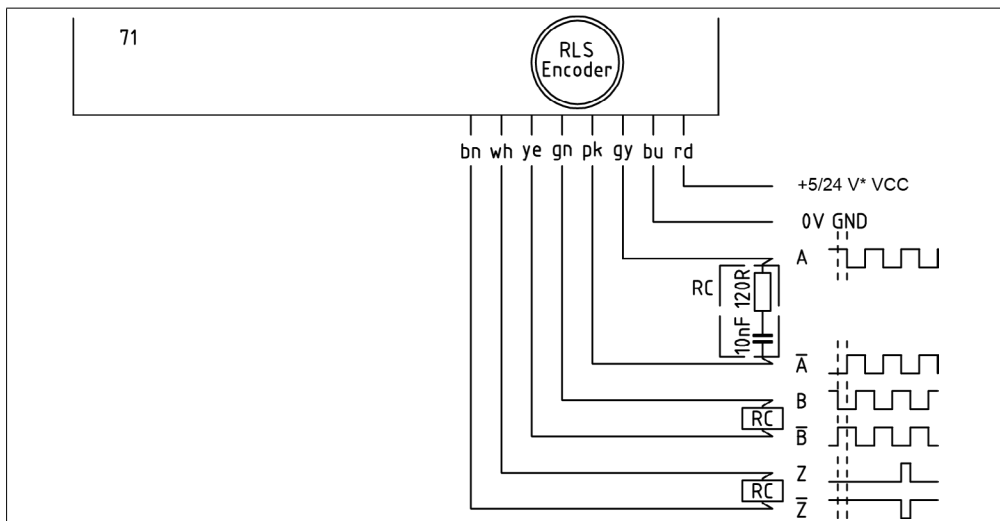 71
RLS
Encoder
bn wh ye gn pk gy bu rd
+5/24 V* VCC
0V GND
A
RC
120R
10nF
A̅
B
RC
B̅
Z
RC
Z̅